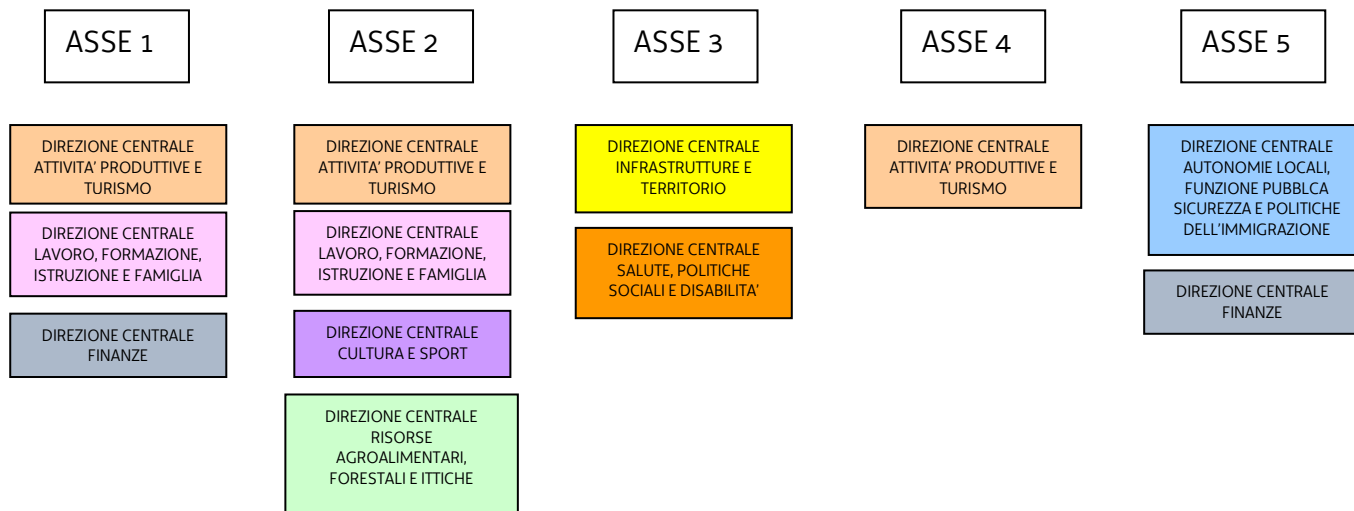 ASSE 1
DIREZIONE CENTRALE
ATTIVITA’ PRODUTTIVE E
TURISMO
DIREZIONE CENTRALE
LAVORO, FORMAZIONE,
ISTRUZIONE E FAMIGLIA
DIREZIONE CENTRALE
FINANZE
ASSE 2
DIREZIONE CENTRALE
ATTIVITA’ PRODUTTIVE E
TURISMO
DIREZIONE CENTRALE
LAVORO, FORMAZIONE,
ISTRUZIONE E FAMIGLIA
DIREZIONE CENTRALE
CULTURA E SPORT
DIREZIONE CENTRALE
RISORSE
AGROALIMENTARI,
FORESTALI E ITTICHE
ASSE 3
DIREZIONE CENTRALE
INFRASTRUTTURE E
TERRITORIO
DIREZIONE CENTRALE
SALUTE, POLITICHE
SOCIALI E DISABILITA’
ASSE 4
DIREZIONE CENTRALE
ATTIVITA’ PRODUTTIVE E
TURISMO
ASSE 5
DIREZIONE CENTRALE
AUTONOMIE LOCALI,
FUNZIONE PUBBLCA
SICUREZZA E POLITICHE
DELL’IMMIGRAZIONE
DIREZIONE CENTRALE
FINANZE